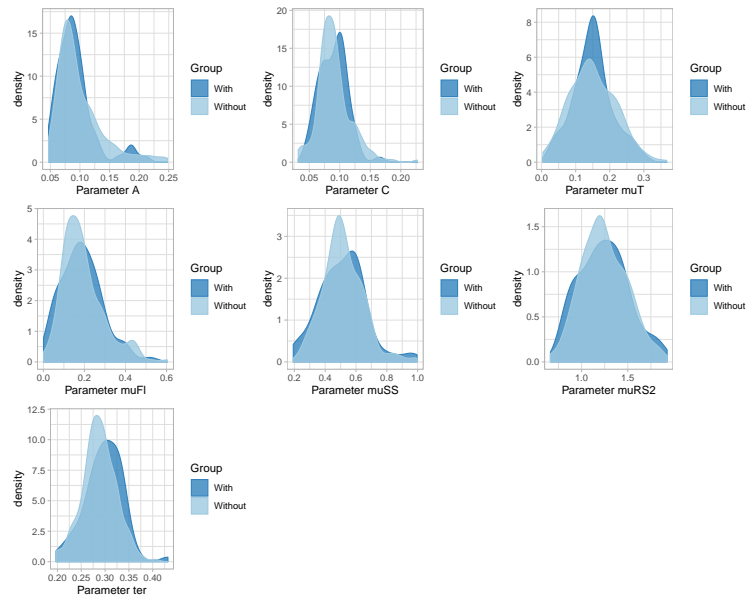 density
15
10
5
0
0.05 0.10 0.15 0.20 0.25
Parameter A
Group
With
Without
density
20
15
10
5
0
0.05 0.10 0.15 0.20
Parameter C
Group
With
Without
density
8
6
4
2
0
0.0 0.1 0.2 0.3
Parameter muT
Group
With
Without
density
5
4
3
2
1
0
0.0 0.2 0.4 0.6
Parameter muFl
Group
With
Without
density
3
2
1
0
0.2 0.4 0.6 0.8 1.0
Parameter muSS
Group
With
Without
density
1.5
1.0
0.5
0.0
1.0 1.5
Parameter muRS2
Group
With
Without
density
12.5
10.0
7.5
5.0
2.5
0.0
0.20 0.25 0.30 0.35 0.40
Parameter ter
Group
With
Without